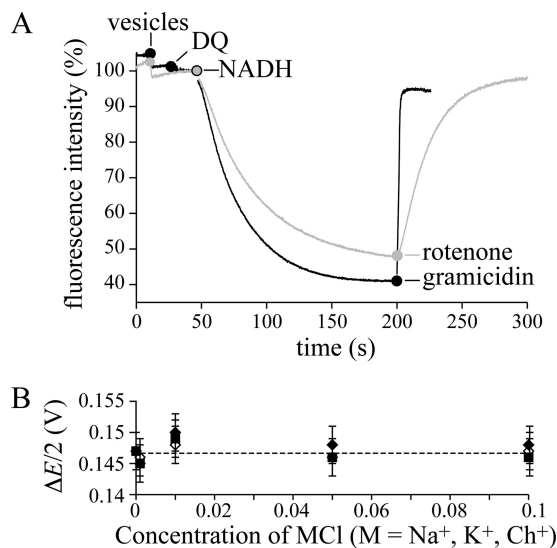 A
vesicles
DQ
NADH
fluorescence intensity (%)
100
90
80
70
60
50
40
rotenone
gramicidin
0 50 100 150 200 250 300
time (s)
B
ΔE/2 (V)
0.155
0.15
0.145
0.14
0 0.02 0.04 0.06 0.08 0.1
Concentration of MCl (M = Na⁺, K⁺, Ch⁺)